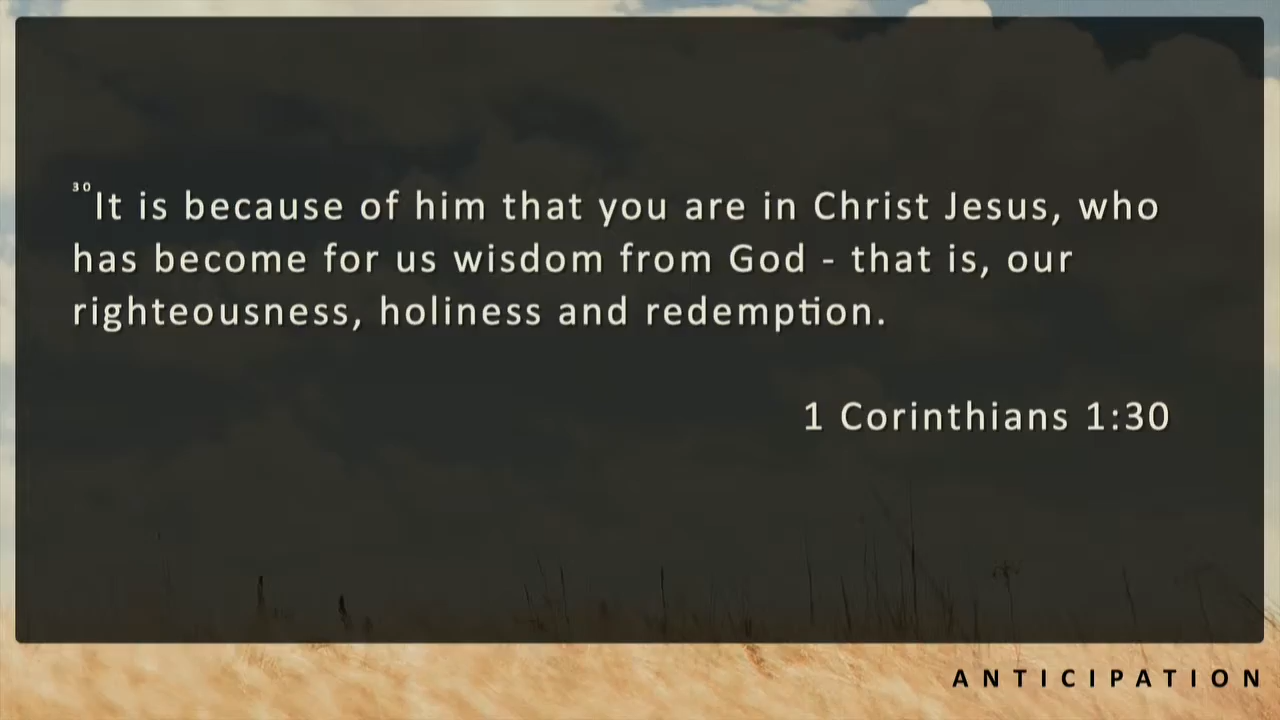 ³⁰It is because of him that you are in Christ Jesus, who
has become for us wisdom from God - that is, our
righteousness, holiness and redemption.
1 Corinthians 1:30
ANTICIPATION